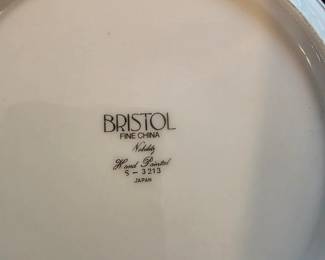 BRISTOL
FINE CHINA
Nobility
Hand Painted
S-3213
JAPAN